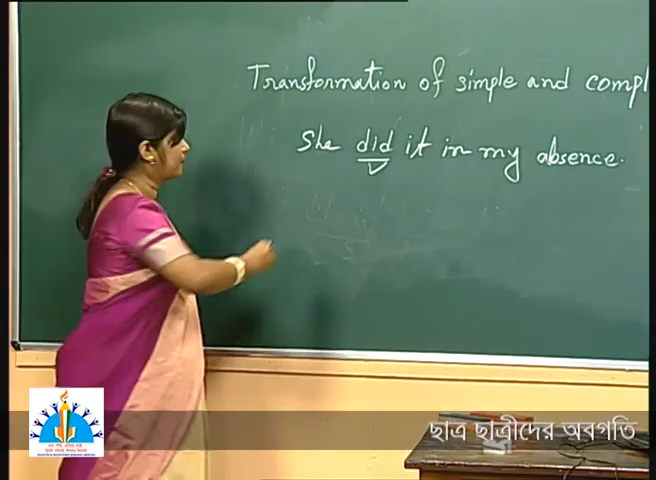 Transformation of simple and compl
She did it in my absence.
V
ছাত্র ছাত্রীদের অবগতি